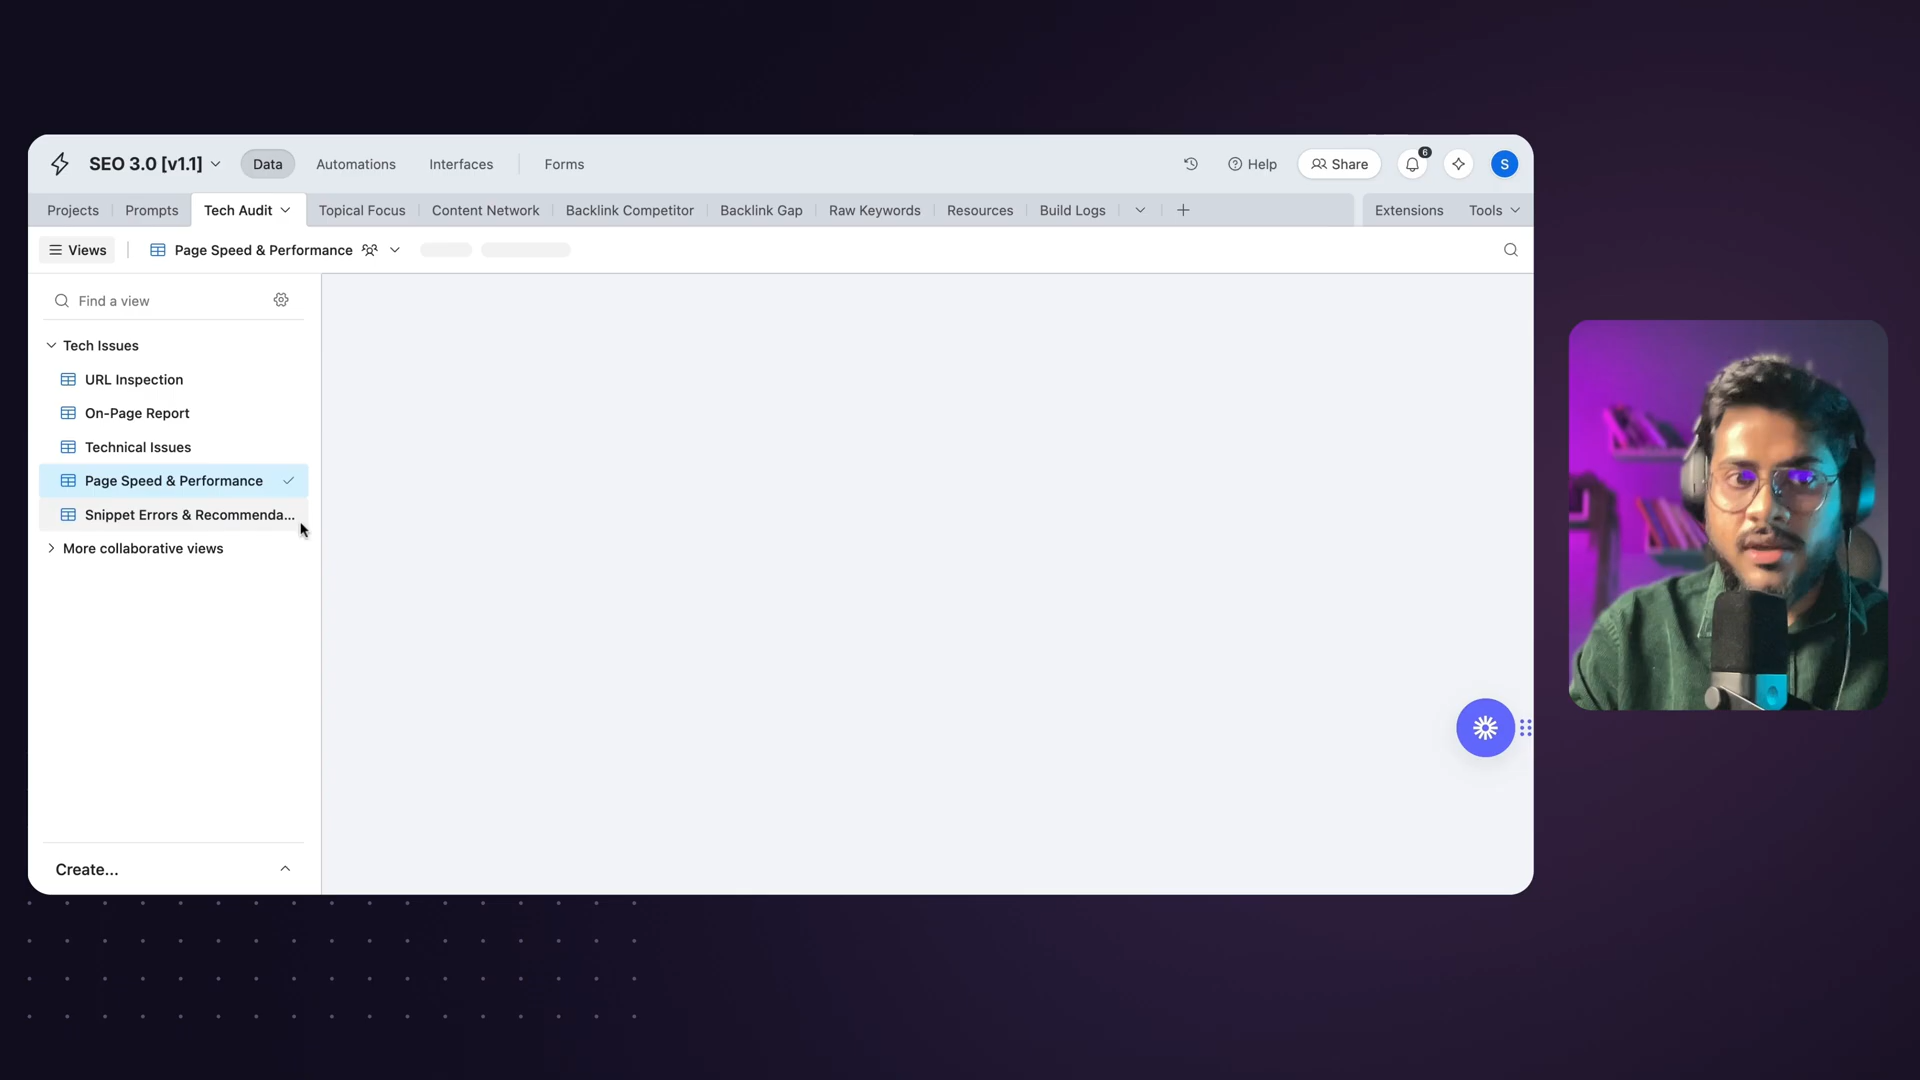 SEO 3.0 [v1.1] Data Automations Interfaces Forms Help Share 6 S
Projects Prompts Tech Audit Topical Focus Content Network Backlink Competitor Backlink Gap Raw Keywords Resources Build Logs Extensions Tools
Views Page Speed & Performance
Find a view
Tech Issues
URL Inspection
On-Page Report
Technical Issues
Page Speed & Performance
Snippet Errors & Recommenda...
More collaborative views
Create...